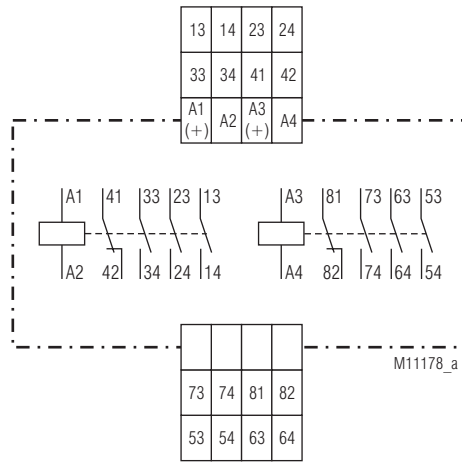 13 14 23 24
33 34 41 42
A1 (+) A2 A3 (+) A4
A1 41 33 23 13 A3 81 73 63 53
A2 42 34 24 14 A4 82 74 64 54
M11178_a
73 74 81 82
53 54 63 64